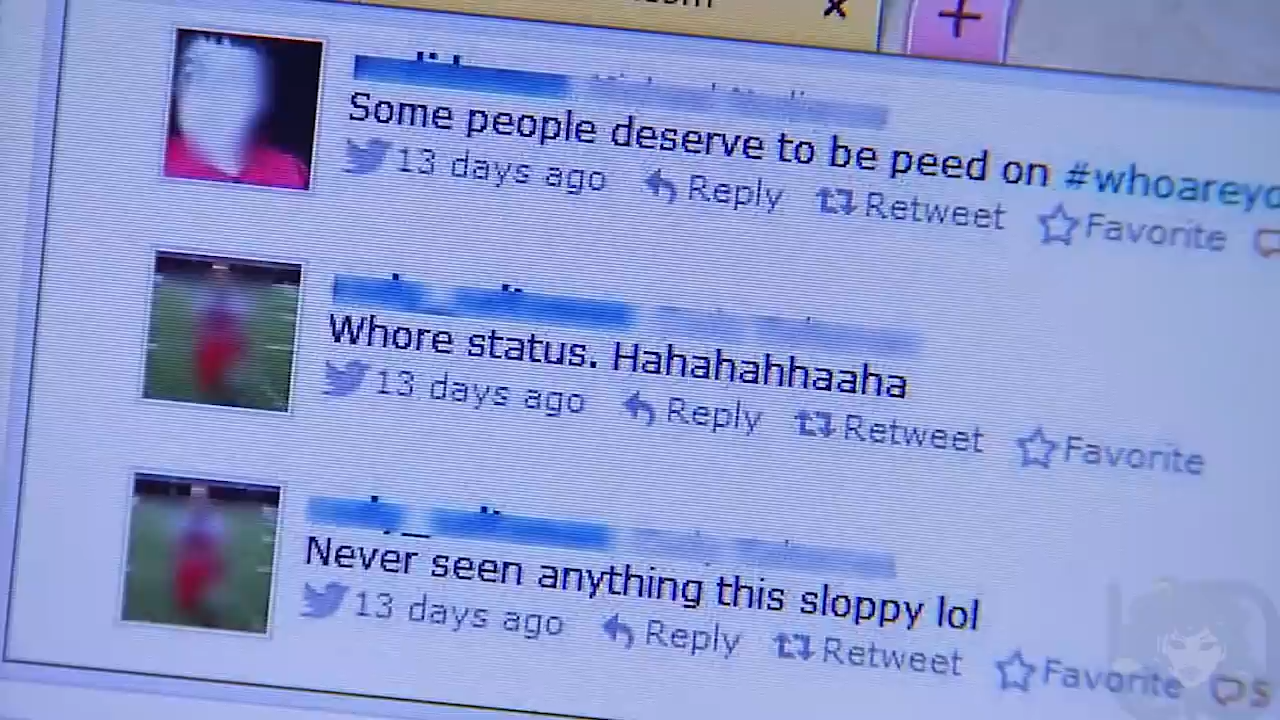 Some people deserve to be peed on #whoareyo
13 days ago Reply Retweet Favorite
Whore status. Hahahahhaaha
13 days ago Reply Retweet Favorite
Never seen anything this sloppy lol
13 days ago Reply Retweet Favorite 5